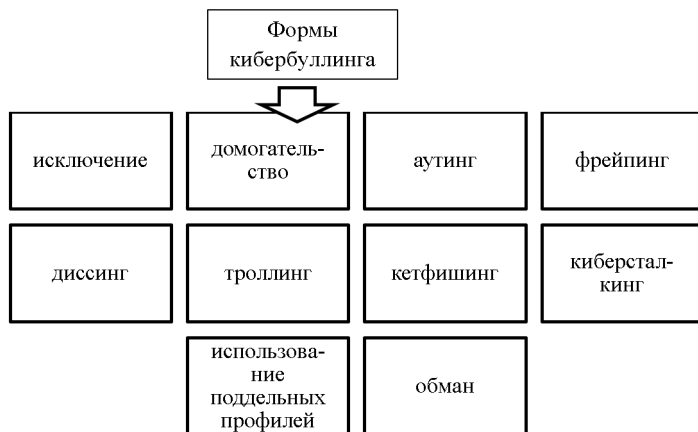 Формы
кибербуллинга
исключение
домогатель-
ство
аутинг
фрейпинг
диссинг
троллинг
кетфишинг
киберстал-
кинг
использова-
ние
поддельных
профилей
обман